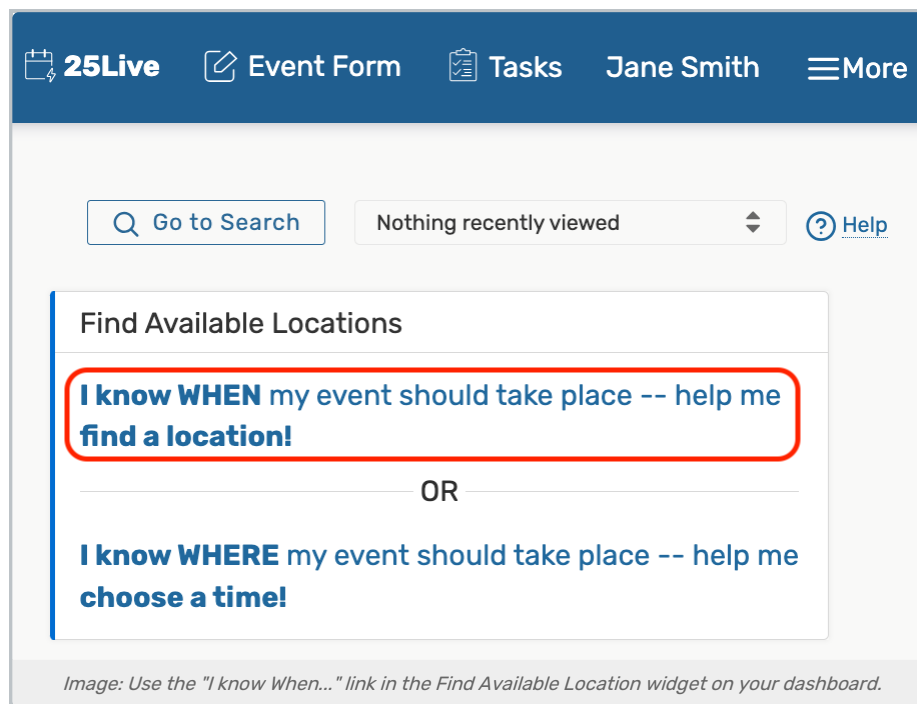 25Live Event Form Tasks Jane Smith More
Go to Search Nothing recently viewed Help
Find Available Locations
I know WHEN my event should take place -- help me
find a location!
OR
I know WHERE my event should take place -- help me
choose a time!
Image: Use the "I know When..." link in the Find Available Location widget on your dashboard.